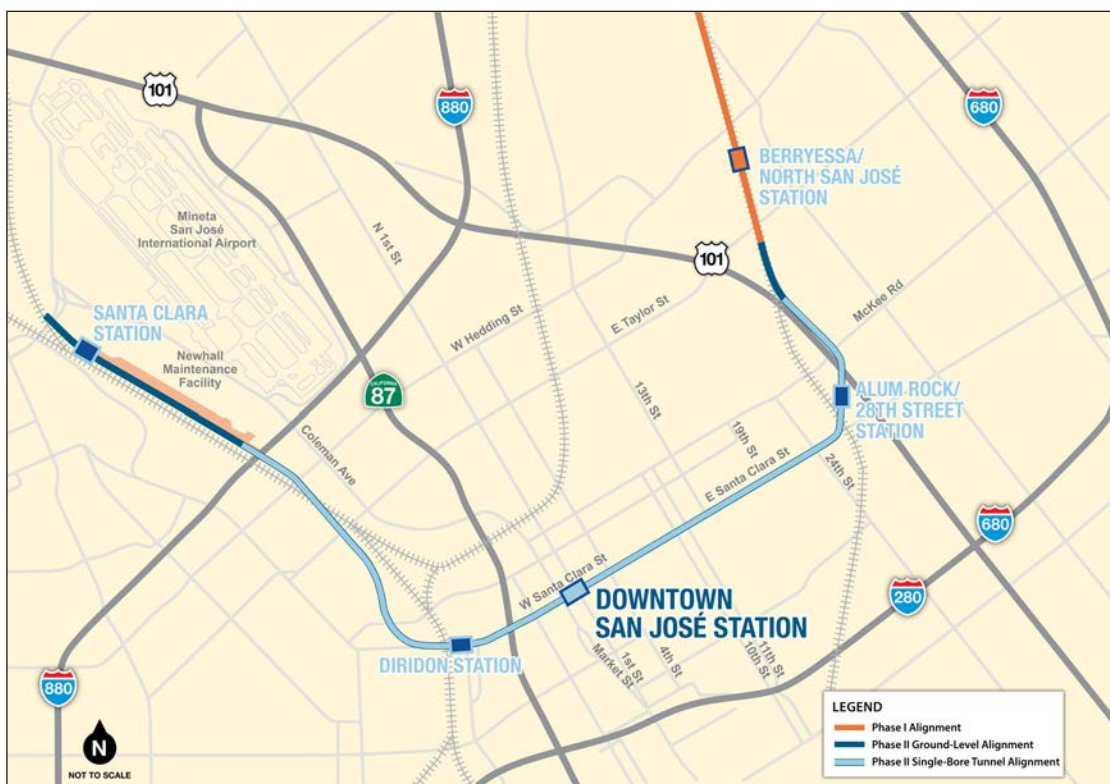 101
880
680
BERRYESSA/
NORTH SAN JOSÉ
STATION
Mineta
San José
International Airport
N 1st St
101
SANTA CLARA
STATION
W Hedding St
E Taylor St
McKee Rd
Newhall
Maintenance
Facility
CALIFORNIA
87
13th St
ALUM ROCK/
28TH STREET
STATION
Coleman Ave
19th St
24th St
E Santa Clara St
680
W Santa Clara St
DOWNTOWN
SAN JOSÉ STATION
280
DIRIDON STATION
Market St
1st St
4th St
10th St
11th St
880
N
NOT TO SCALE
LEGEND
Phase I Alignment
Phase II Ground-Level Alignment
Phase II Single-Bore Tunnel Alignment